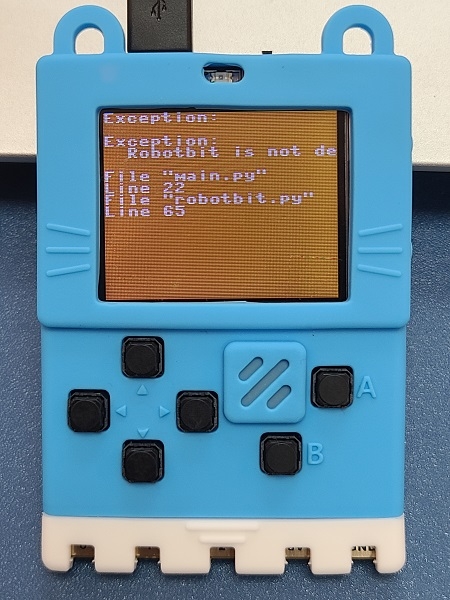 Exception:
Exception:
Robotbit is not de
File "main.py"
Line 22
File "robotbit.py"
Line 65
A
B